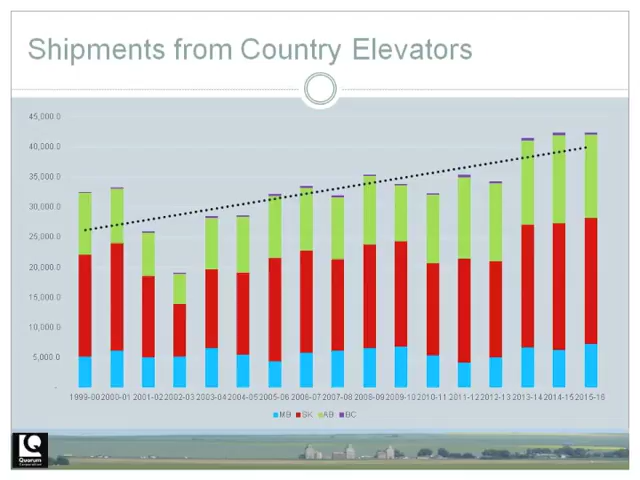 Shipments from Country Elevators
45,000.0
40,000.0
35,000.0
30,000.0
25,000.0
20,000.0
15,000.0
10,000.0
5,000.0
-
1999-00 2000-01 2001-02 2002-03 2003-04 2004-05 2005-06 2006-07 2007-08 2008-09 2009-10 2010-11 2011-12 2012-13 2013-14 2014-15 2015-16
MB SK AB BC
Quorum
Corporation